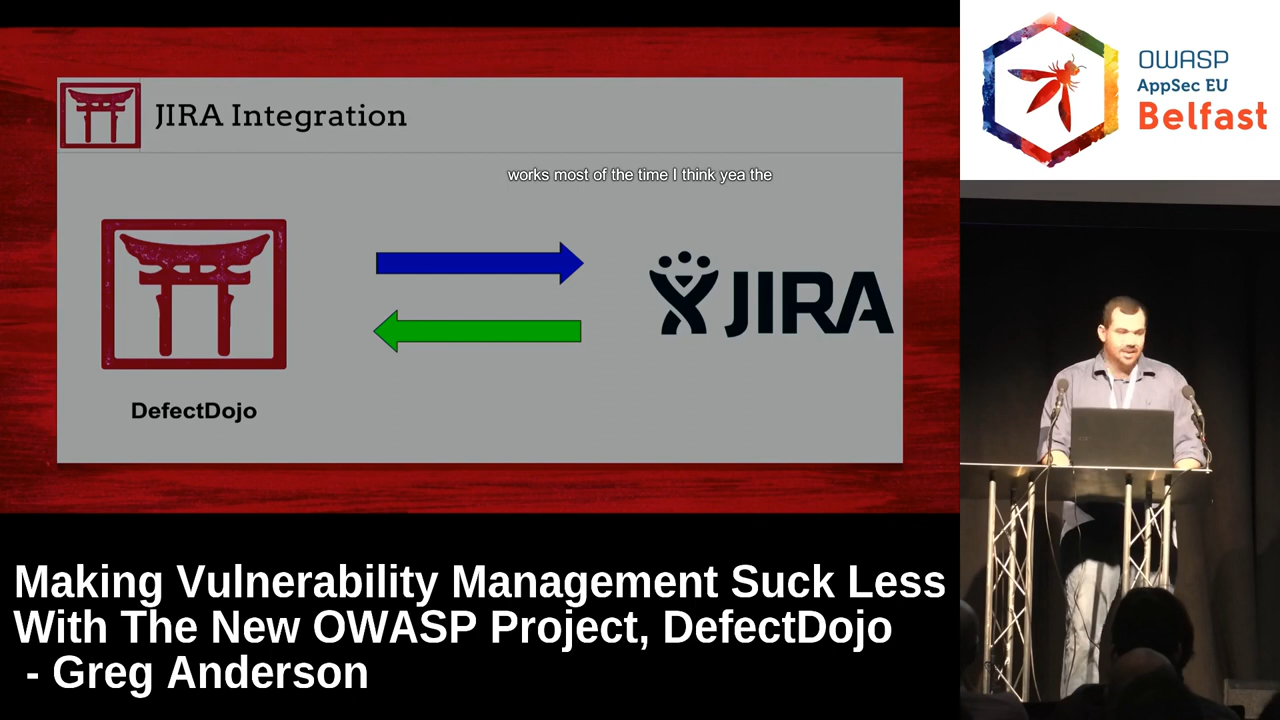 JIRA Integration
works most of the time I think yea the
JIRA
DefectDojo
OWASP
AppSec EU
Belfast
Making Vulnerability Management Suck Less
With The New OWASP Project, DefectDojo
- Greg Anderson